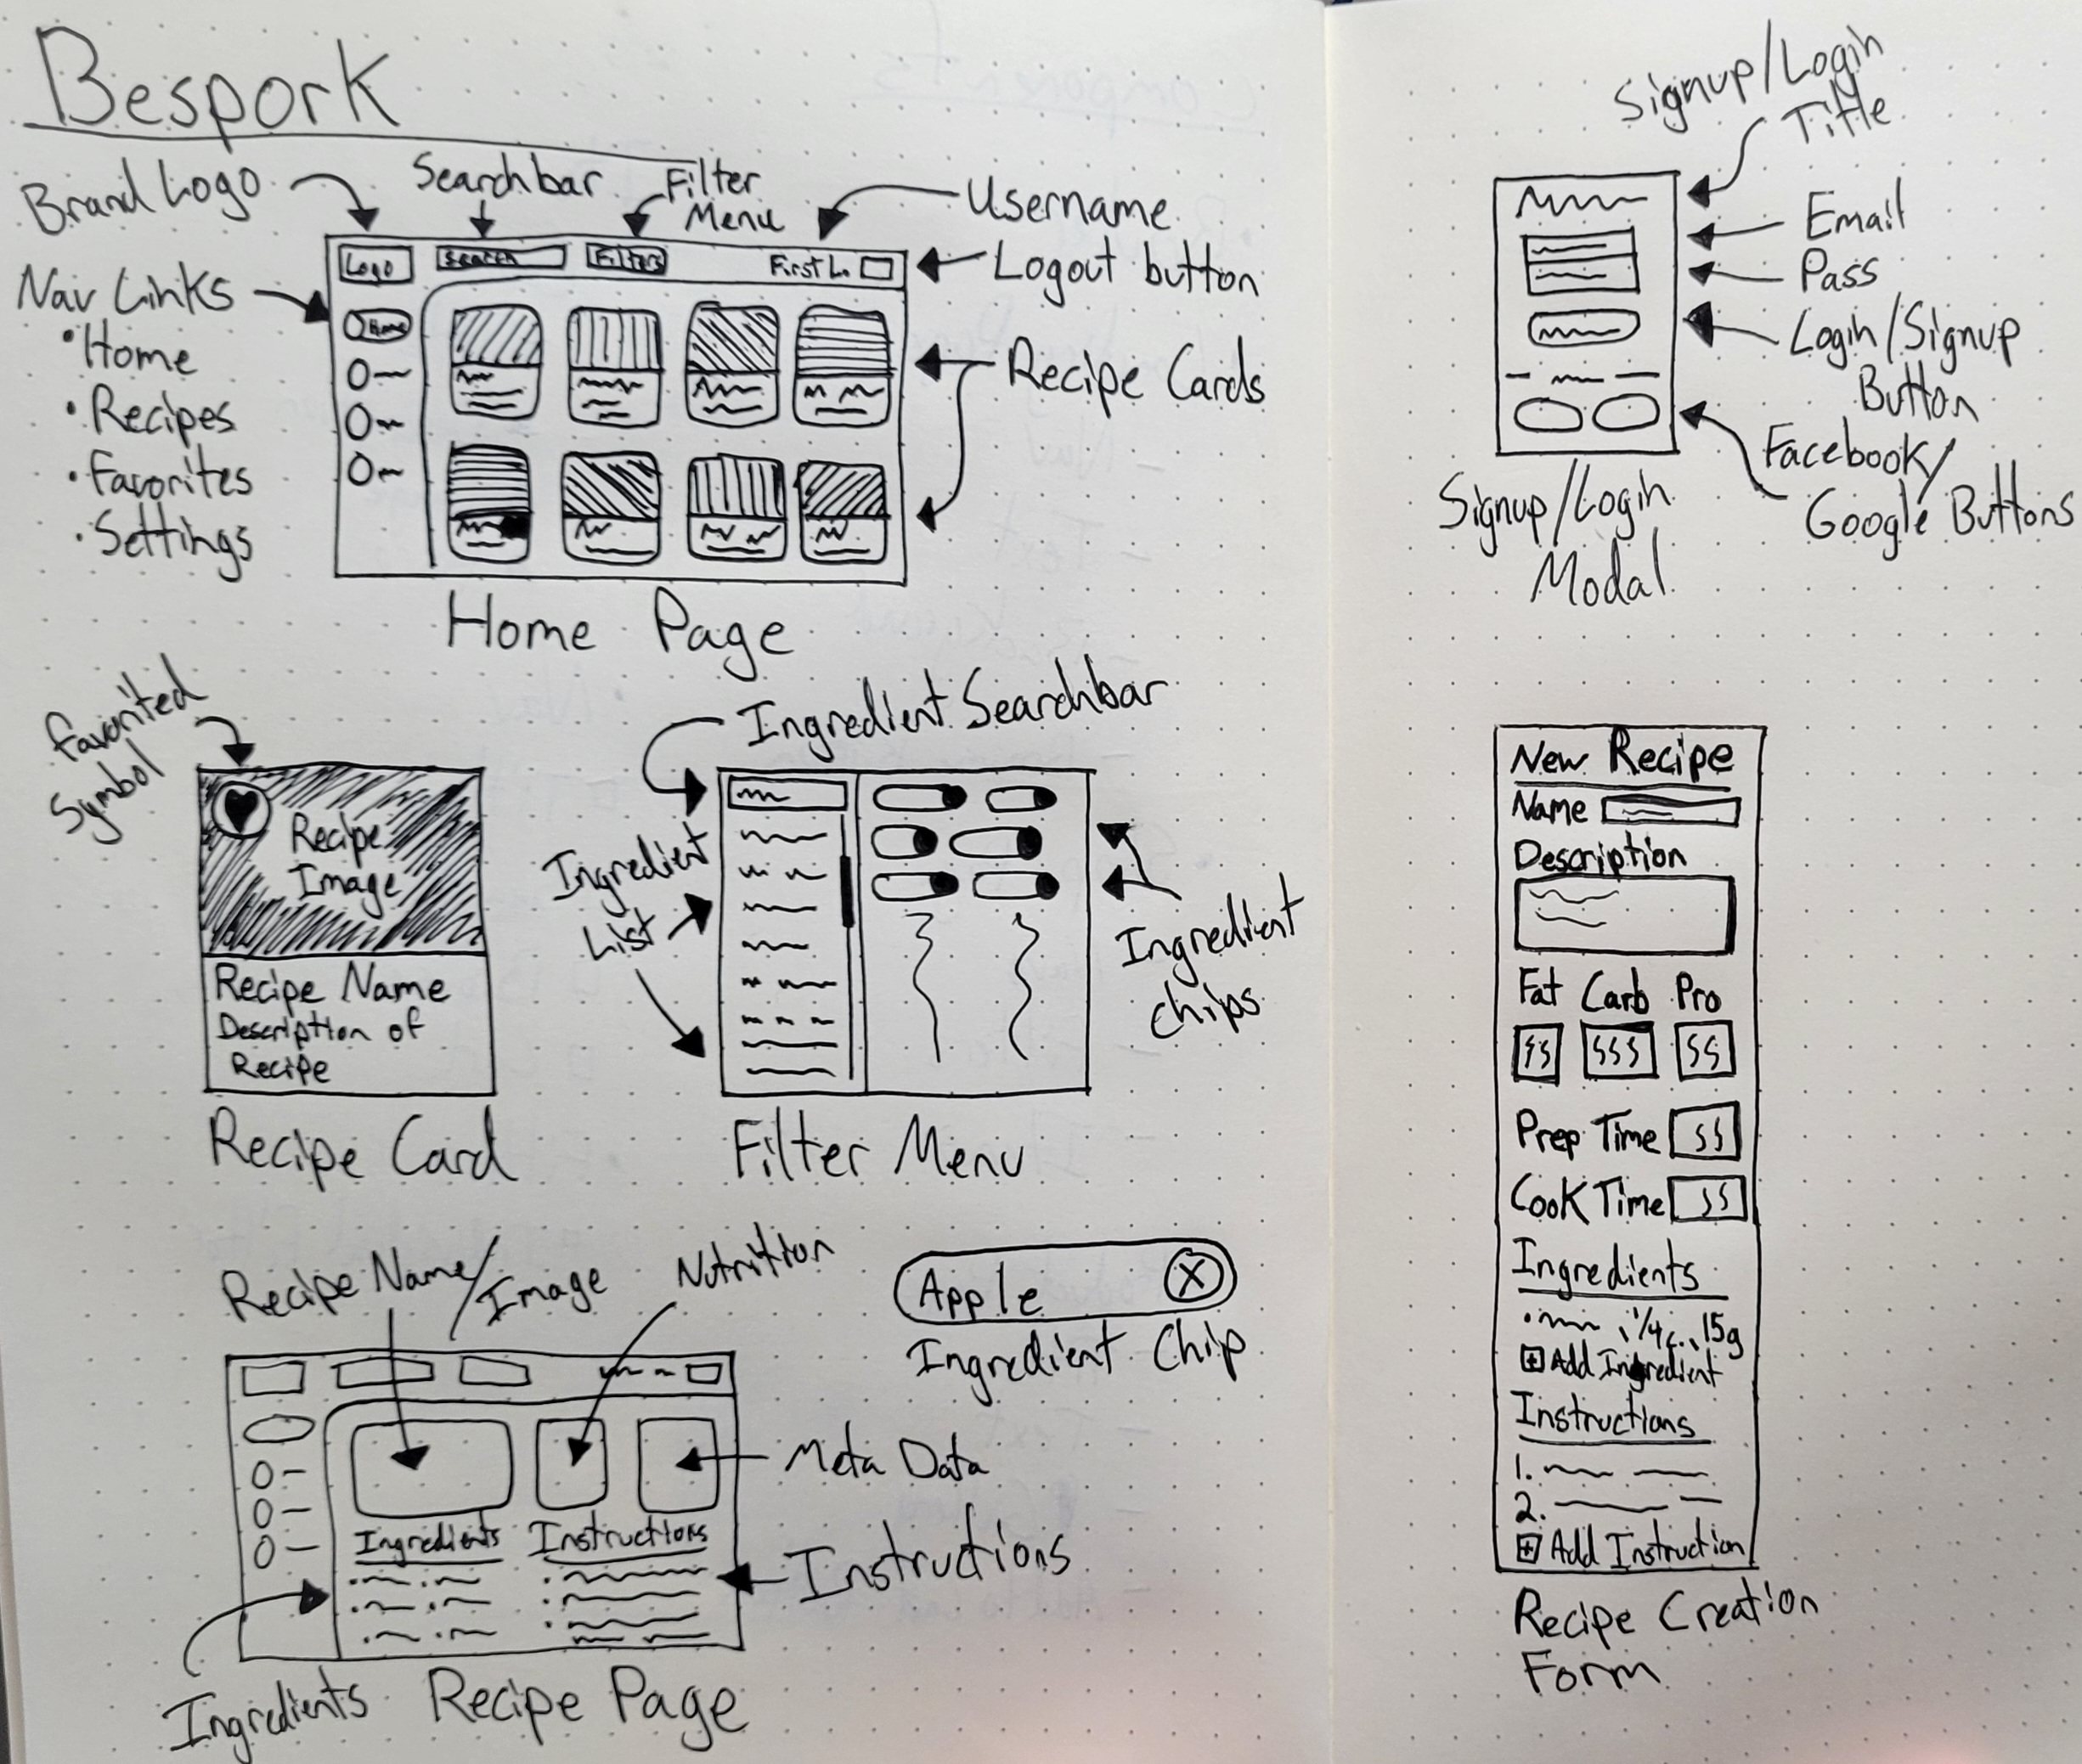 Bespork
Brand Logo
Searchbar
Filter
Menu
Username
Logout button
Nav Links
• Home
• Recipes
• Favorites
• Settings
Logo
Search
Filters
First L.
Home
Recipe Cards
Home Page
Favorited
Symbol
Recipe
Image
Recipe Name
Description of
Recipe
Recipe Card
Ingredient Searchbar
Ingredient
List
Ingredient
Chips
Filter Menu
Recipe Name/
Image
Nutrition
Apple X
Ingredient Chip
Meta Data
Ingredients
Instructions
Instructions
Ingredients
Recipe Page
Signup/Login
Title
Email
Pass
Login/Signup
Button
Facebook/
Google Buttons
Signup/Login
Modal
New Recipe
Name
Description
Fat Carb Pro
Prep Time
Cook Time
Ingredients
1/4 c., 15g
+ Add Ingredient
Instructions
1.
2.
+ Add Instruction
Recipe Creation
Form